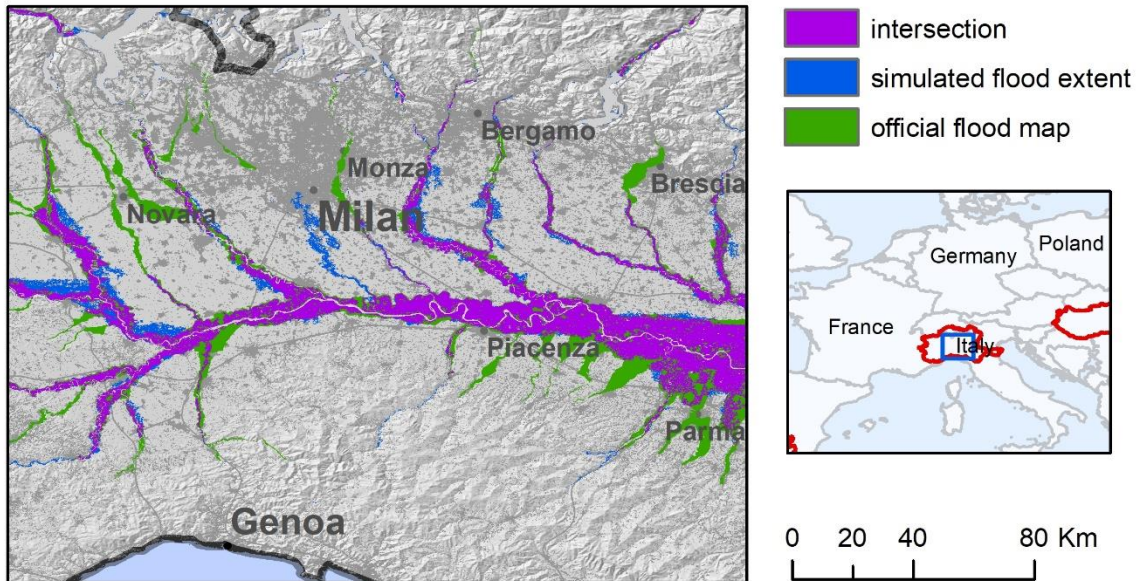 Bergamo
Monza
Brescia
Novara
Milan
Piacenza
Parma
Genoa
intersection
simulated flood extent
official flood map
Poland
Germany
France
Italy
0 20 40 80 Km